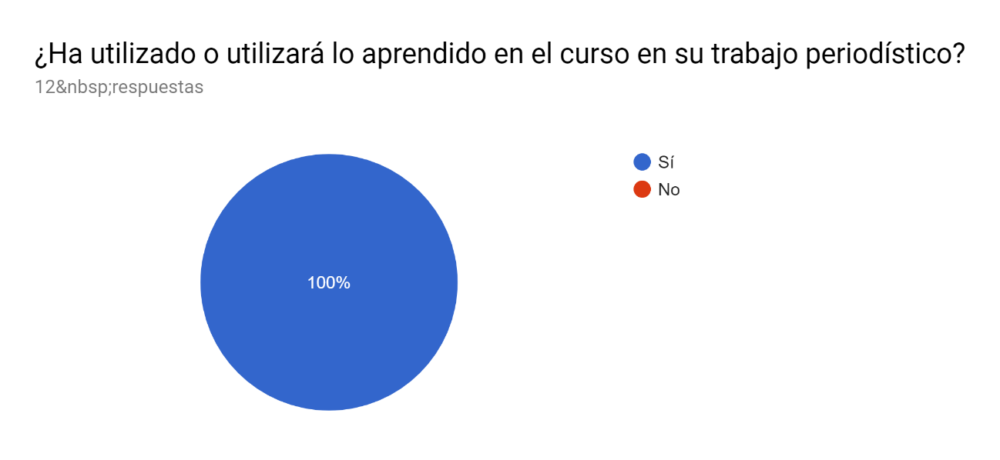 ¿Ha utilizado o utilizará lo aprendido en el curso en su trabajo periodístico?
12&nbsp;respuestas
Sí
No
100%